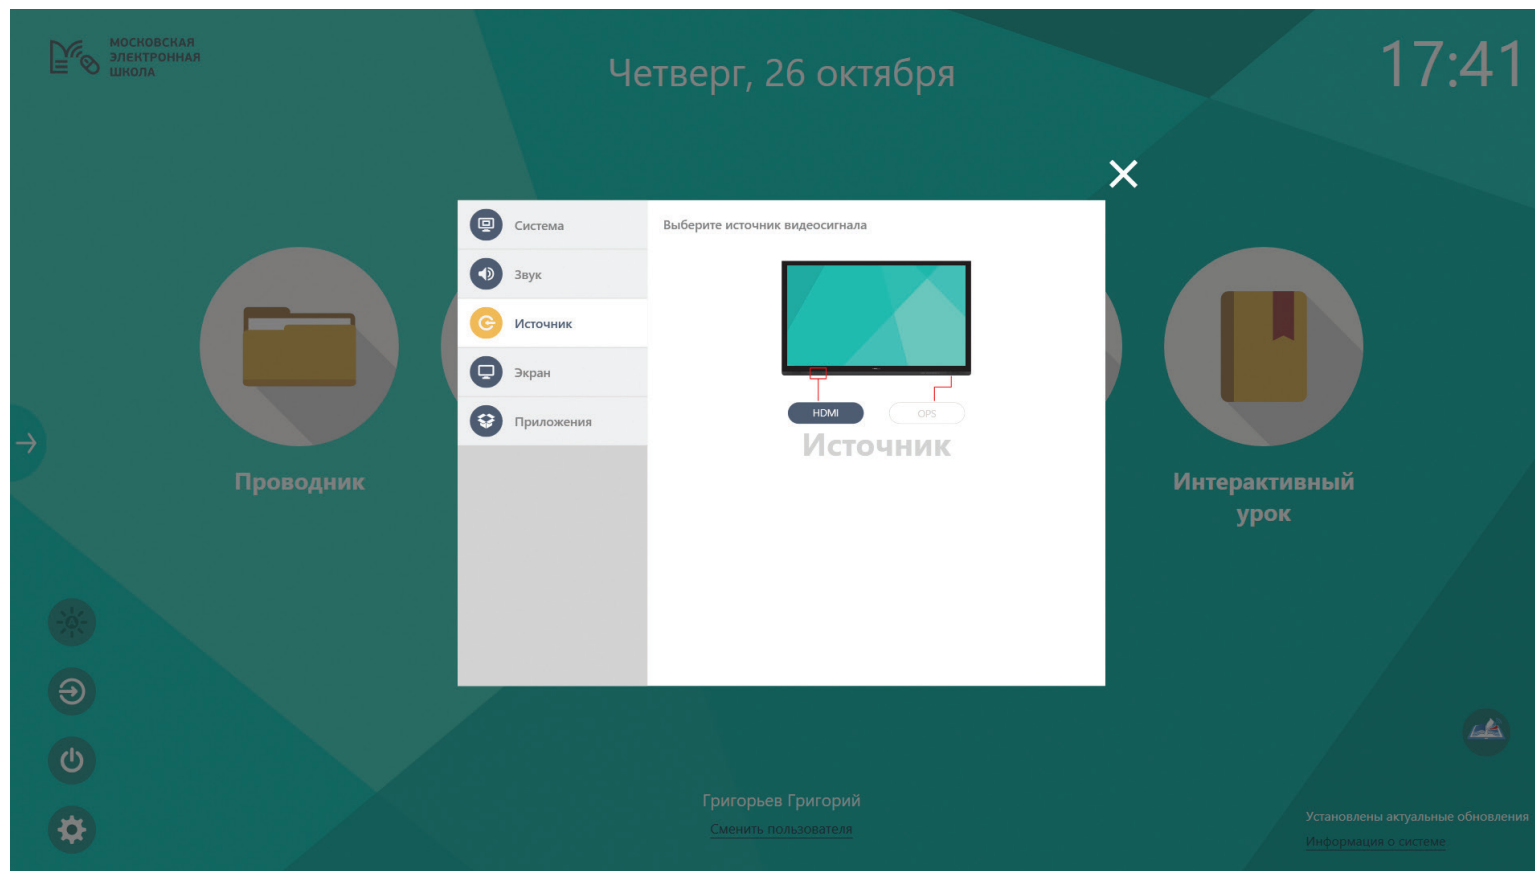 МОСКОВСКАЯ
ЭЛЕКТРОННАЯ
ШКОЛА
Четверг, 26 октября
17:41
Система
Звук
Источник
Экран
Приложения
Выберите источник видеосигнала
HDMI
OPS
Источник
Проводник
Интерактивный
урок
Григорьев Григорий
Сменить пользователя
Установлены актуальные обновления
Информация о системе